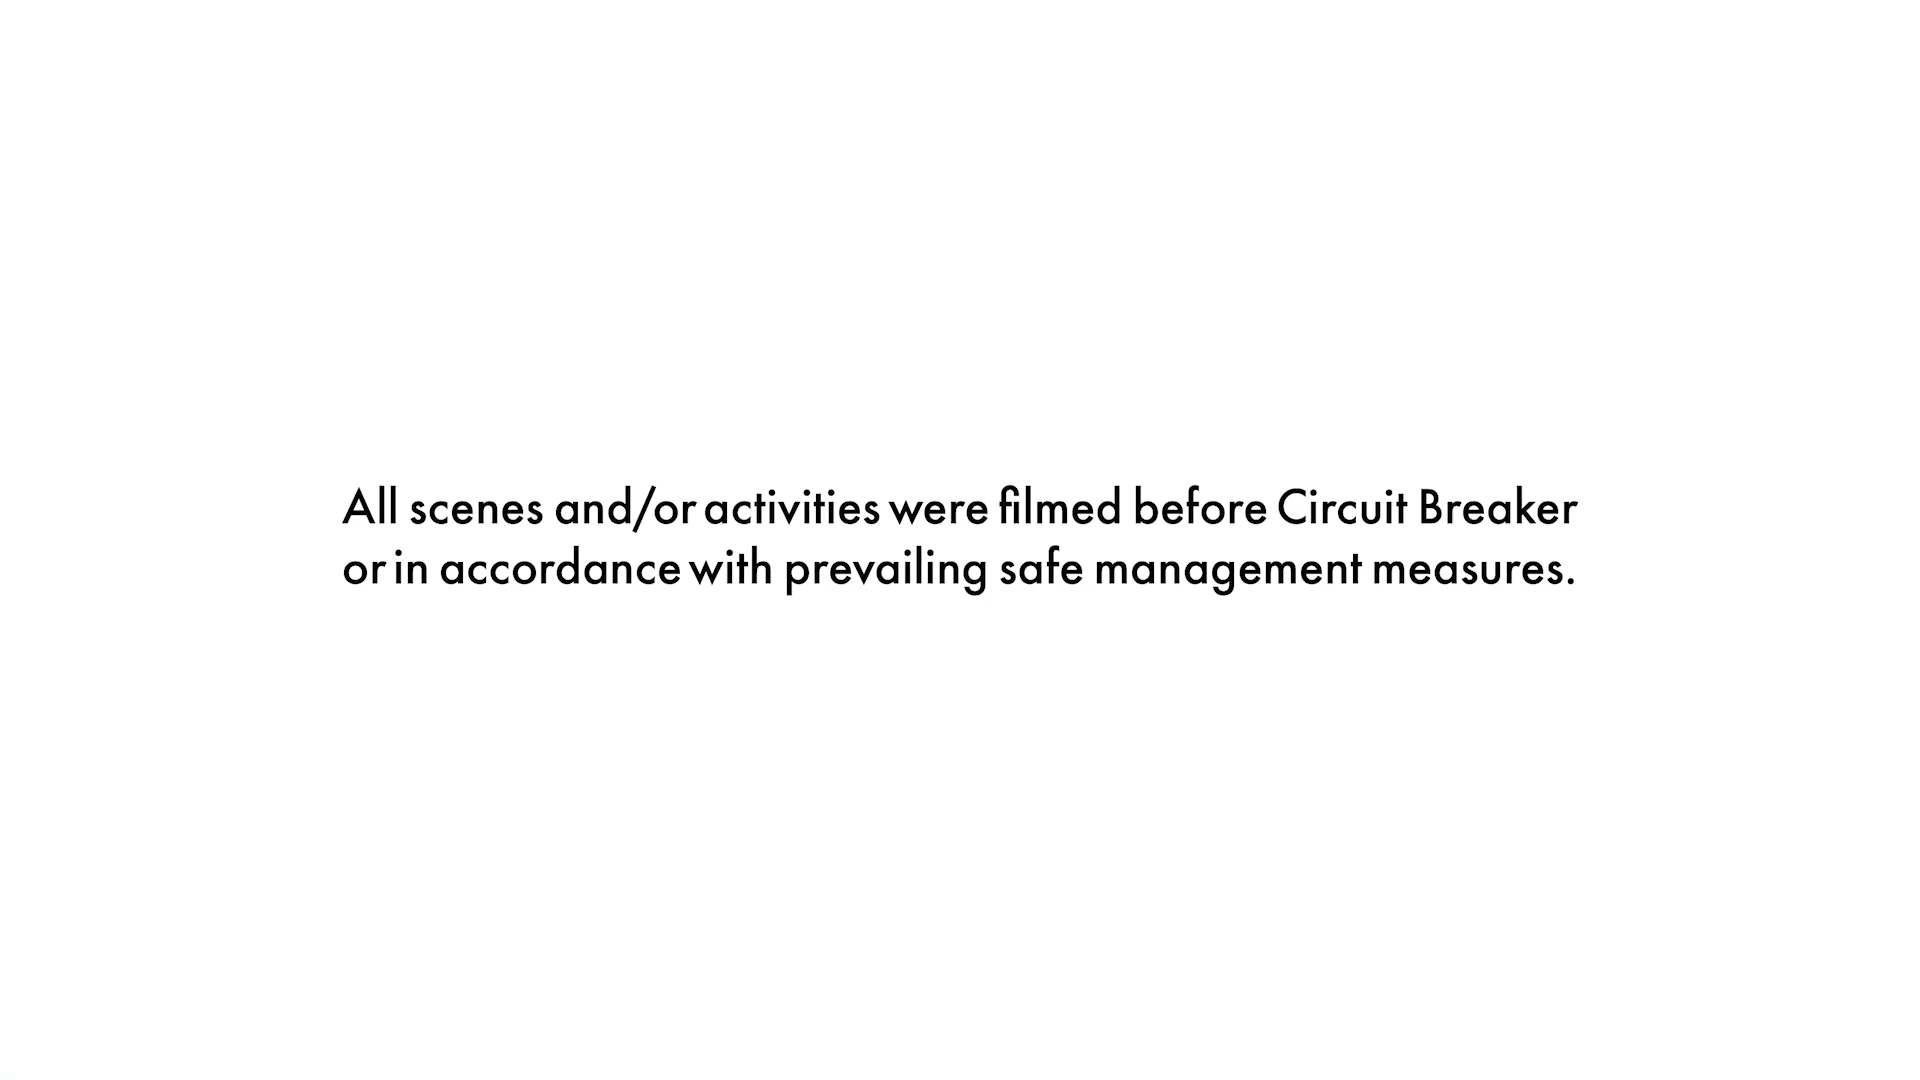 All scenes and/or activities were filmed before Circuit Breaker
or in accordance with prevailing safe management measures.